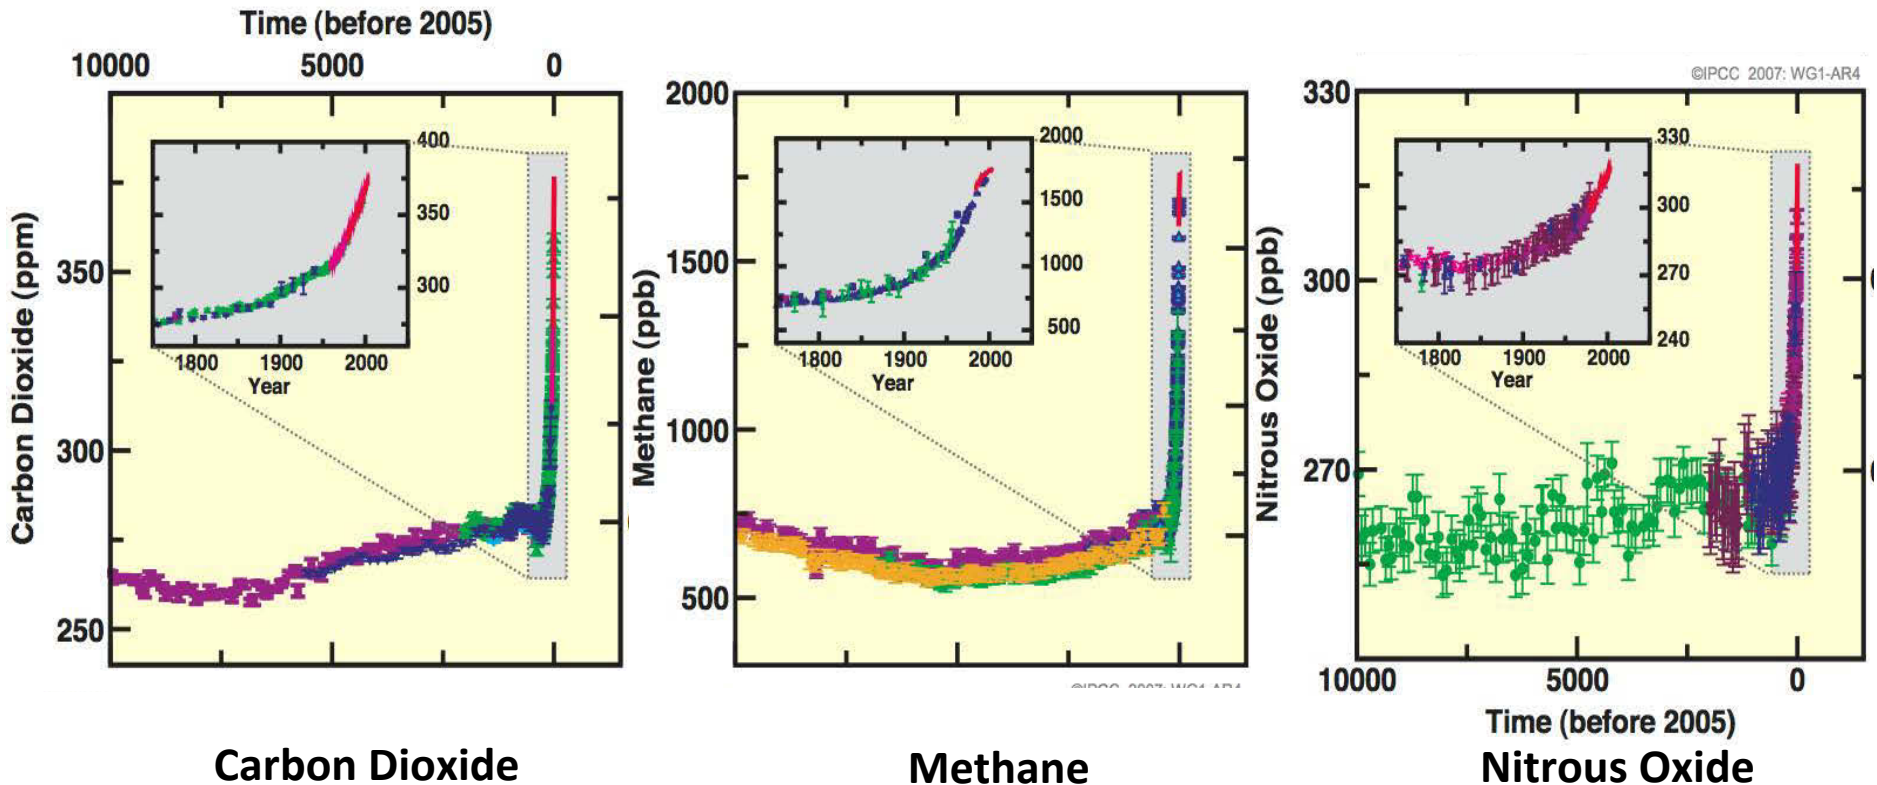 Time (before 2005)
10000 5000 0
Carbon Dioxide (ppm)
350
300
250
400
350
300
1800 1900 2000
Year
Methane (ppb)
2000
1500
1000
500
2000
1500
1000
500
1800 1900 2000
Year
©IPCC 2007: WG1-AR4
Nitrous Oxide (ppb)
330
300
270
330
300
270
240
1800 1900 2000
Year
10000 5000 0
Time (before 2005)
Carbon Dioxide
Methane
Nitrous Oxide